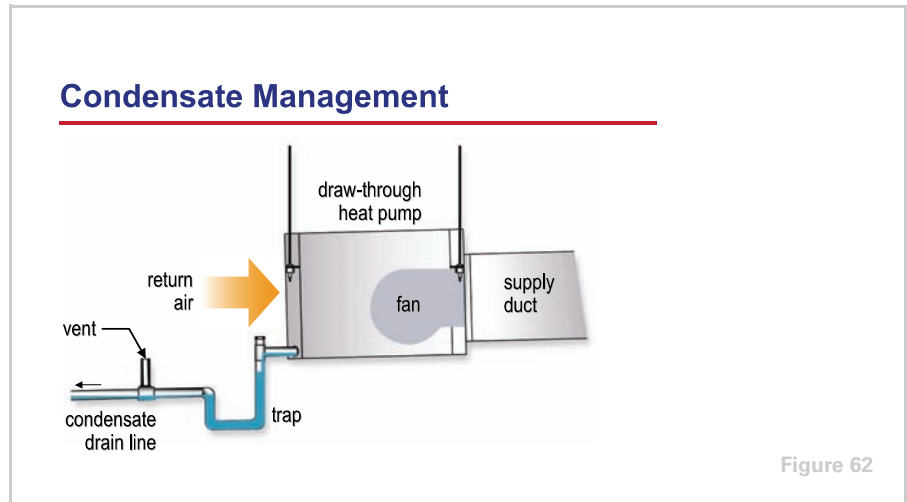 Condensate Management
draw-through
heat pump
return
air
fan
supply
duct
vent
trap
condensate
drain line
Figure 62